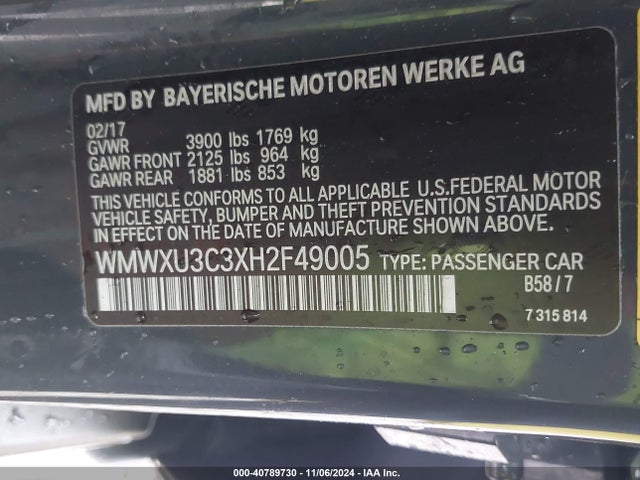 MFD BY BAYERISCHE MOTOREN WERKE AG
02/17
GVWR 3900 lbs 1769 kg
GAWR FRONT 2125 lbs 964 kg
GAWR REAR 1881 lbs 853 kg
THIS VEHICLE CONFORMS TO ALL APPLICABLE U.S.FEDERAL MOTOR
VEHICLE SAFETY, BUMPER AND THEFT PREVENTION STANDARDS
IN EFFECT ON THE DATE OF MANUFACTURE SHOWN ABOVE.
WMWXU3C3XH2F49005 TYPE: PASSENGER CAR
B58 / 7
7 315 814
000-40789730 - 11/06/2024 - IAA Inc.